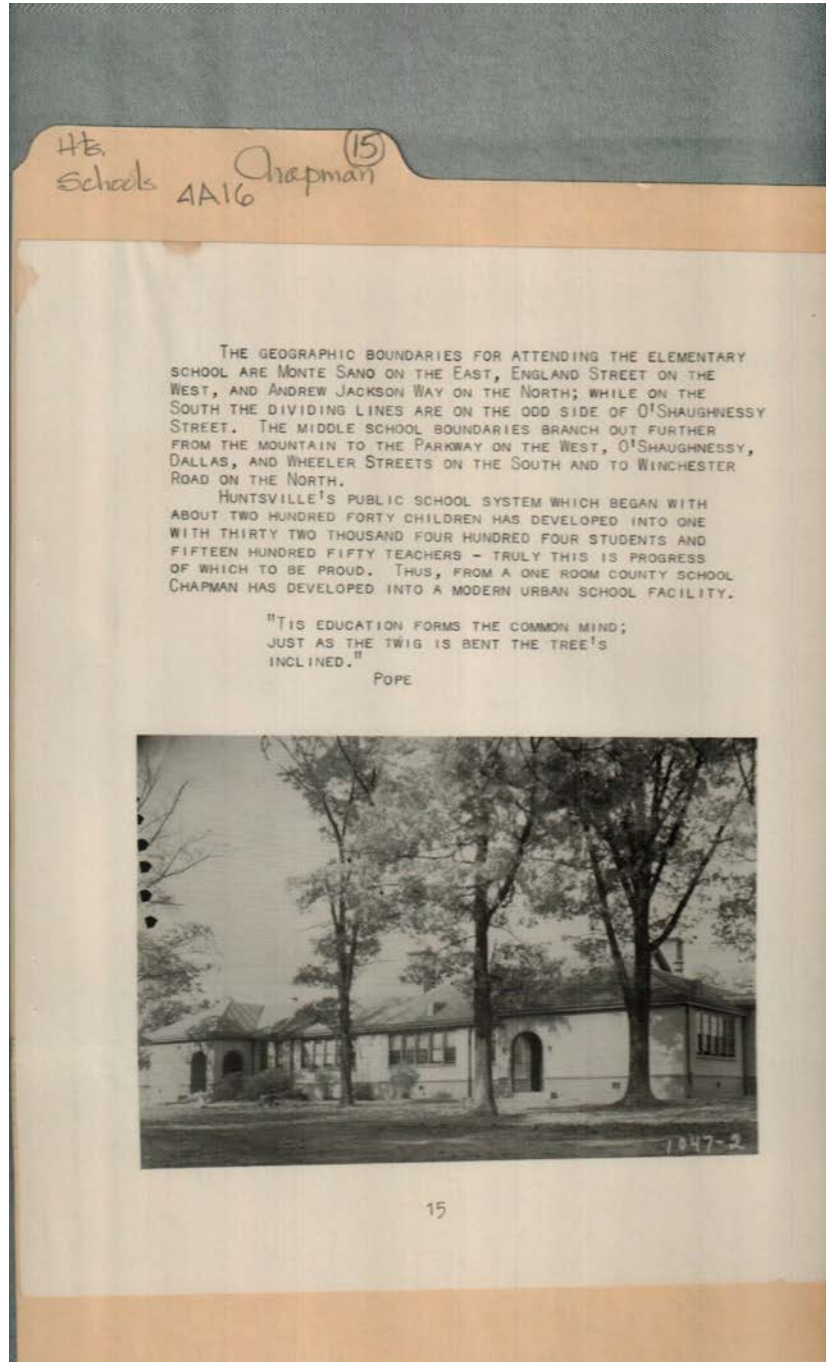 Hts.
Schools
4A16
Chapman
15
THE GEOGRAPHIC BOUNDARIES FOR ATTENDING THE ELEMENTARY
SCHOOL ARE MONTE SANO ON THE EAST, ENGLAND STREET ON THE
WEST, AND ANDREW JACKSON WAY ON THE NORTH; WHILE ON THE
SOUTH THE DIVIDING LINES ARE ON THE ODD SIDE OF O'SHAUGHNESSY
STREET. THE MIDDLE SCHOOL BOUNDARIES BRANCH OUT FURTHER
FROM THE MOUNTAIN TO THE PARKWAY ON THE WEST, O'SHAUGHNESSY,
DALLAS, AND WHEELER STREETS ON THE SOUTH AND TO WINCHESTER
ROAD ON THE NORTH.
HUNTSVILLE'S PUBLIC SCHOOL SYSTEM WHICH BEGAN WITH
ABOUT TWO HUNDRED FORTY CHILDREN HAS DEVELOPED INTO ONE
WITH THIRTY TWO THOUSAND FOUR HUNDRED FOUR STUDENTS AND
FIFTEEN HUNDRED FIFTY TEACHERS - TRULY THIS IS PROGRESS
OF WHICH TO BE PROUD. THUS, FROM A ONE ROOM COUNTY SCHOOL
CHAPMAN HAS DEVELOPED INTO A MODERN URBAN SCHOOL FACILITY.
"TIS EDUCATION FORMS THE COMMON MIND;
JUST AS THE TWIG IS BENT THE TREE'S
INCLINED."
POPE
1047-2
15